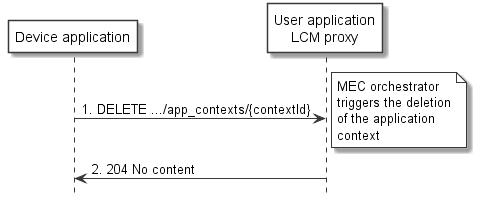 Device application
User application
LCM proxy
MEC orchestrator
triggers the deletion
of the application
context
1. DELETE .../app_contexts/{contextId}
2. 204 No content